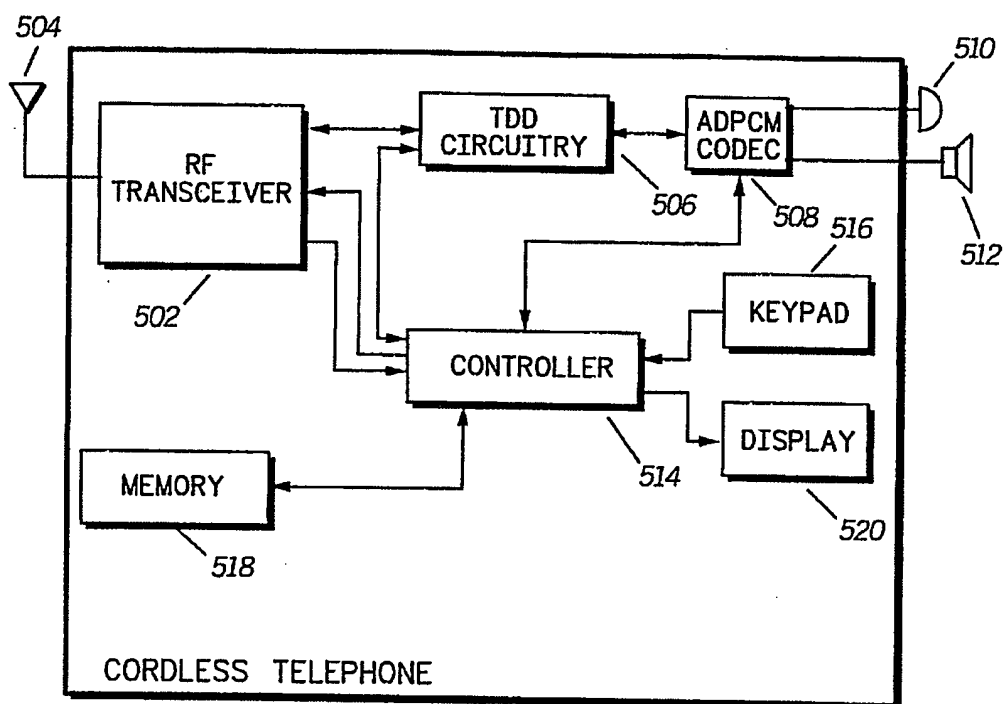 504
510
RF
TRANSCEIVER
TDD
CIRCUITRY
ADPCM
CODEC
506
508
516
512
502
KEYPAD
CONTROLLER
514
DISPLAY
520
MEMORY
518
CORDLESS TELEPHONE